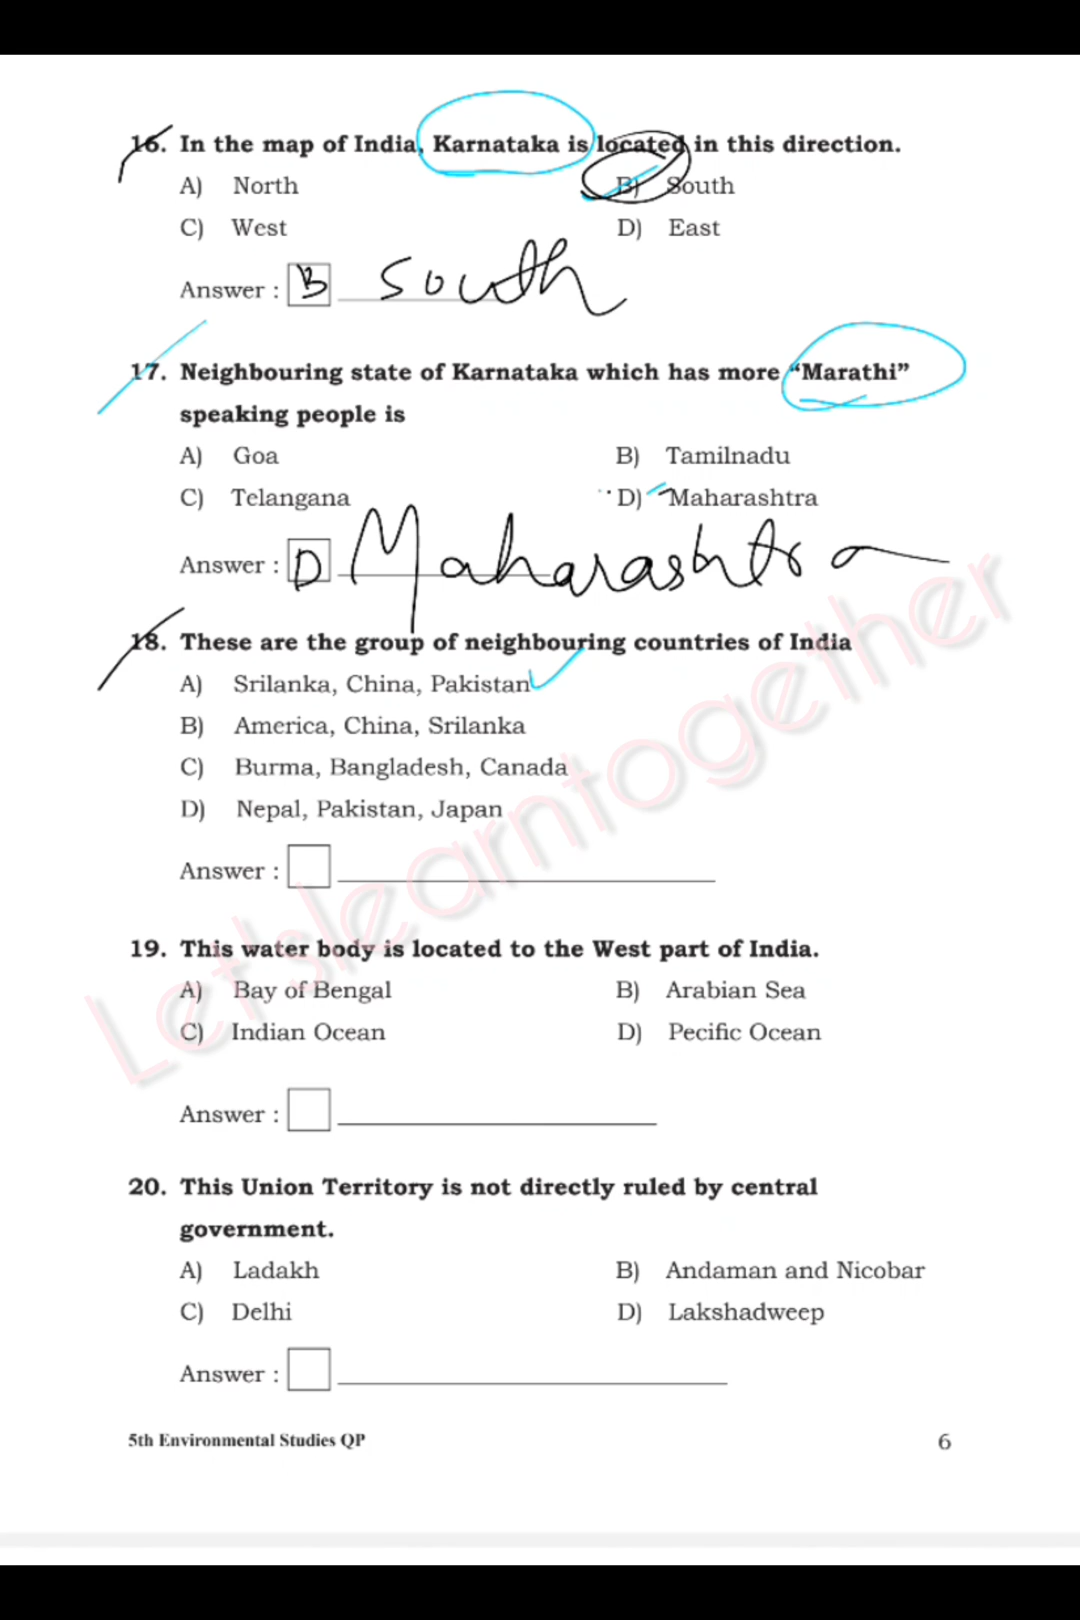 16. In the map of India, Karnataka is located in this direction.
A) North B) South
C) West D) East
Answer : B South
17. Neighbouring state of Karnataka which has more “Marathi”
speaking people is
A) Goa B) Tamilnadu
C) Telangana D) Maharashtra
Answer : D Maharashtra
18. These are the group of neighbouring countries of India
A) Srilanka, China, Pakistan
B) America, China, Srilanka
C) Burma, Bangladesh, Canada
D) Nepal, Pakistan, Japan
Answer :
19. This water body is located to the West part of India.
A) Bay of Bengal B) Arabian Sea
C) Indian Ocean D) Pecific Ocean
Answer :
20. This Union Territory is not directly ruled by central
government.
A) Ladakh B) Andaman and Nicobar
C) Delhi D) Lakshadweep
Answer :
5th Environmental Studies QP 6
Let'slearntogether